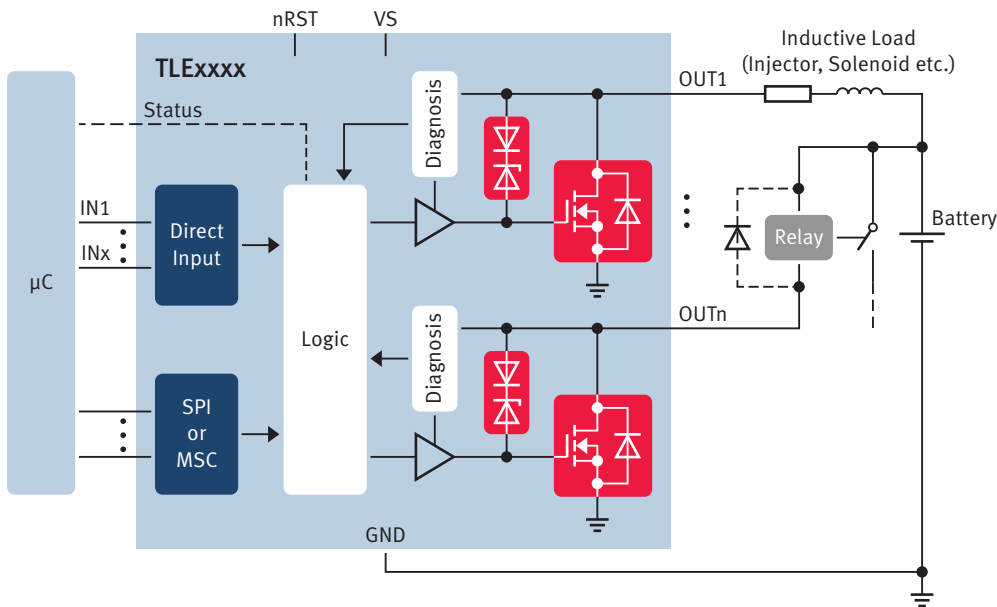 nRST
VS
TLExxxx
Inductive Load
(Injector, Solenoid etc.)
OUT1
Status
Diagnosis
IN1
INx
Direct
Input
Relay
Battery
µC
Logic
OUTn
Diagnosis
SPI
or
MSC
GND